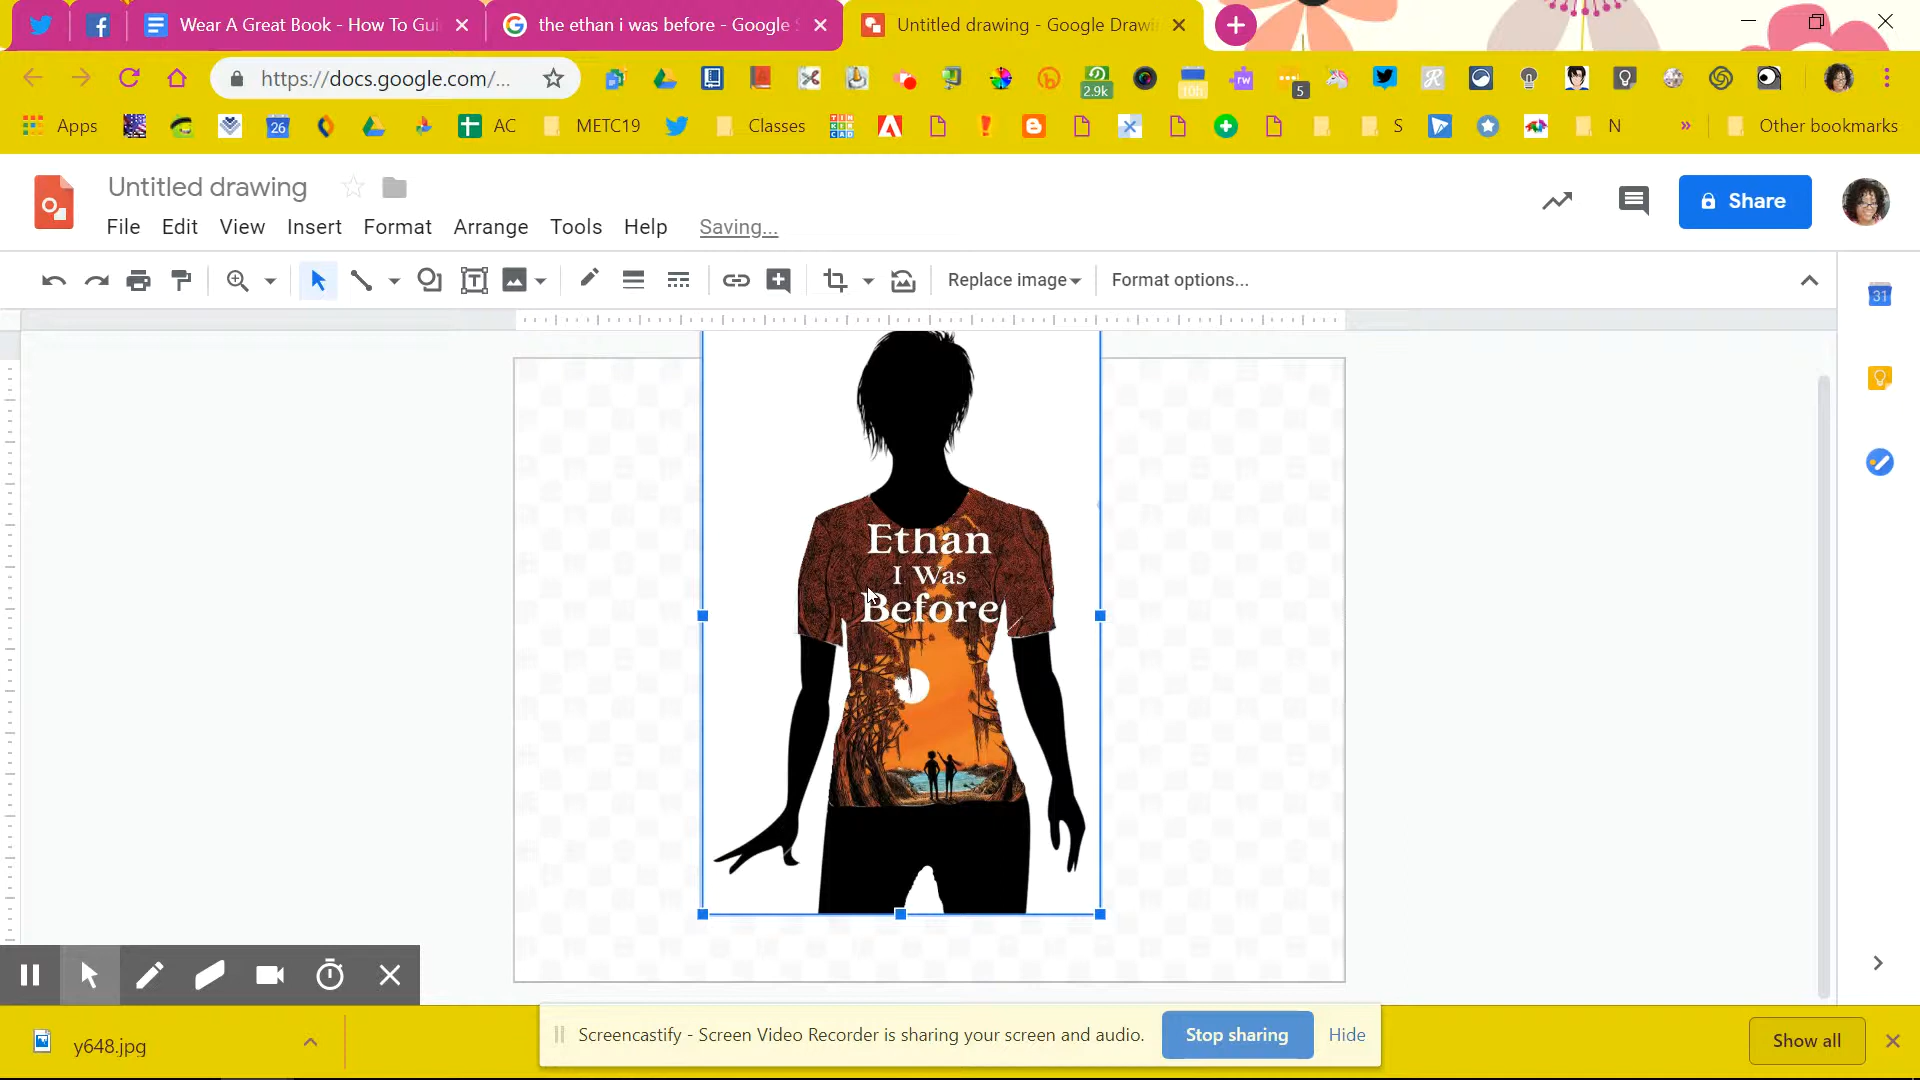 Wear A Great Book - How To Gui
the ethan i was before - Google S
Untitled drawing - Google Drawi
https://docs.google.com/...
2.9k
10h
rw
5
Apps
26
AC
METC19
Classes
S
N
»
Other bookmarks
Untitled drawing
Share
File Edit View Insert Format Arrange Tools Help Saving...
Replace image
Format options...
31
Ethan
I Was
Before
y648.jpg
Screencastify - Screen Video Recorder is sharing your screen and audio.
Stop sharing
Hide
Show all